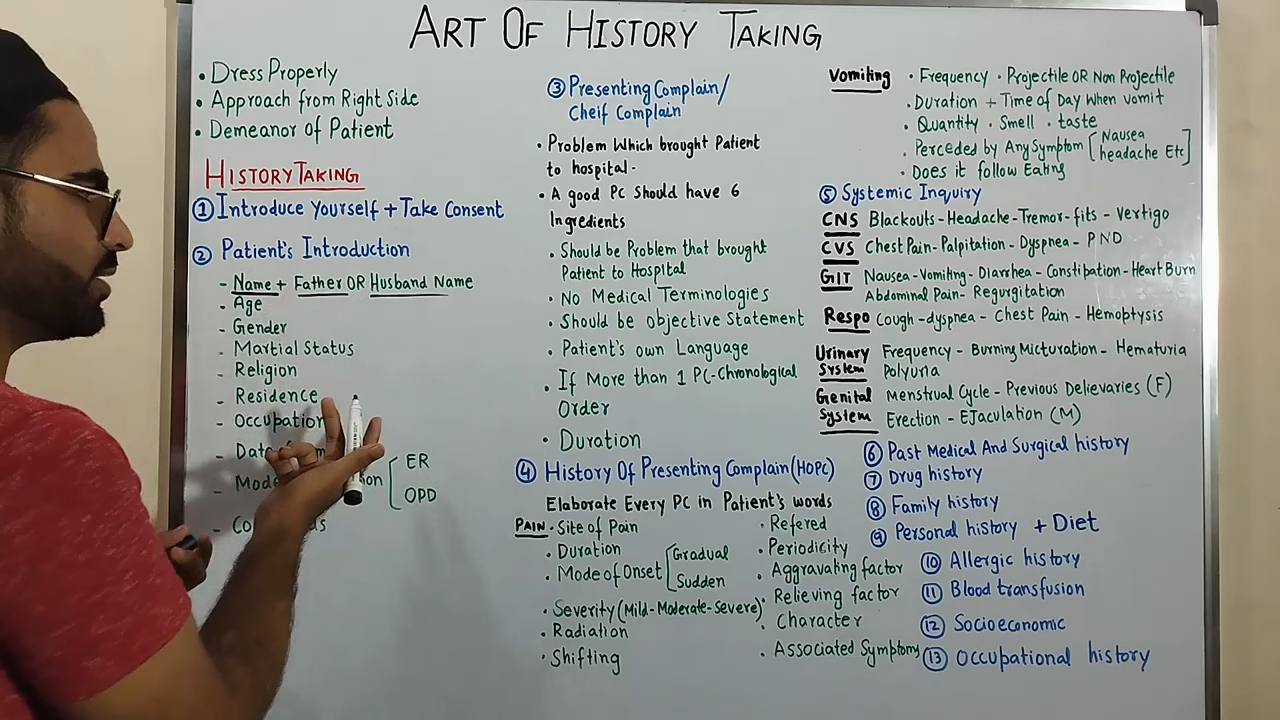 ART OF HISTORY TAKING
• Dress Properly
• Approach from Right Side
• Demeanor of Patient
HISTORY TAKING
① Introduce Yourself + Take Consent
② Patient's Introduction
- Name + Father OR Husband Name
- Age
- Gender
- Martial Status
- Religion
- Residence
- Occupation
-
- ER
OPD
-
③ Presenting Complain/
Cheif Complain
• Problem Which brought Patient
to hospital-
• A good PC Should have 6
Ingredients
• Should be Problem that brought
Patient to Hospital
• No Medical Terminologies
• Should be objective Statement
• Patient's own Language
• If More than 1 PC-Chronological
Order
• Duration
④ History Of Presenting Complain (HOPC)
Elaborate Every PC in Patient's words
PAIN • Site of Pain
• Duration
• Mode of Onset [Gradual
Sudden
• Severity (Mild-Moderate-Severe)
• Radiation
• Shifting
• Refered
• Periodicity
• Aggravating factor
• Relieving factor
• Character
• Associated Symptoms
Vomiting • Frequency • Projectile OR Non Projectile
• Duration + Time of Day When vomit
• Quantity • Smell • taste
• Perceded by Any Symptom [Nausea
headache Etc]
• Does it follow Eating
⑤ Systemic Inquiry
CNS Blackouts-Headache-Tremor-fits-Vertigo
CVS Chest Pain-Palpitation-Dyspnea-PND
GIT Nausea-Vomiting-Diarrhea-Constipation-Heart Burn
Abdominal Pain-Regurgitation
Respo Cough-dyspnea-Chest Pain-Hemoptysis
Urinary System Frequency-Burning Micturation-Hematuria
Polyuria
Genital System Menstrual Cycle-Previous Delievaries (F)
Erection-Ejaculation (M)
⑥ Past Medical And Surgical history
⑦ Drug history
⑧ Family history
⑨ Personal history + Diet
⑩ Allergic history
⑪ Blood transfusion
⑫ Socioeconomic
⑬ Occupational history